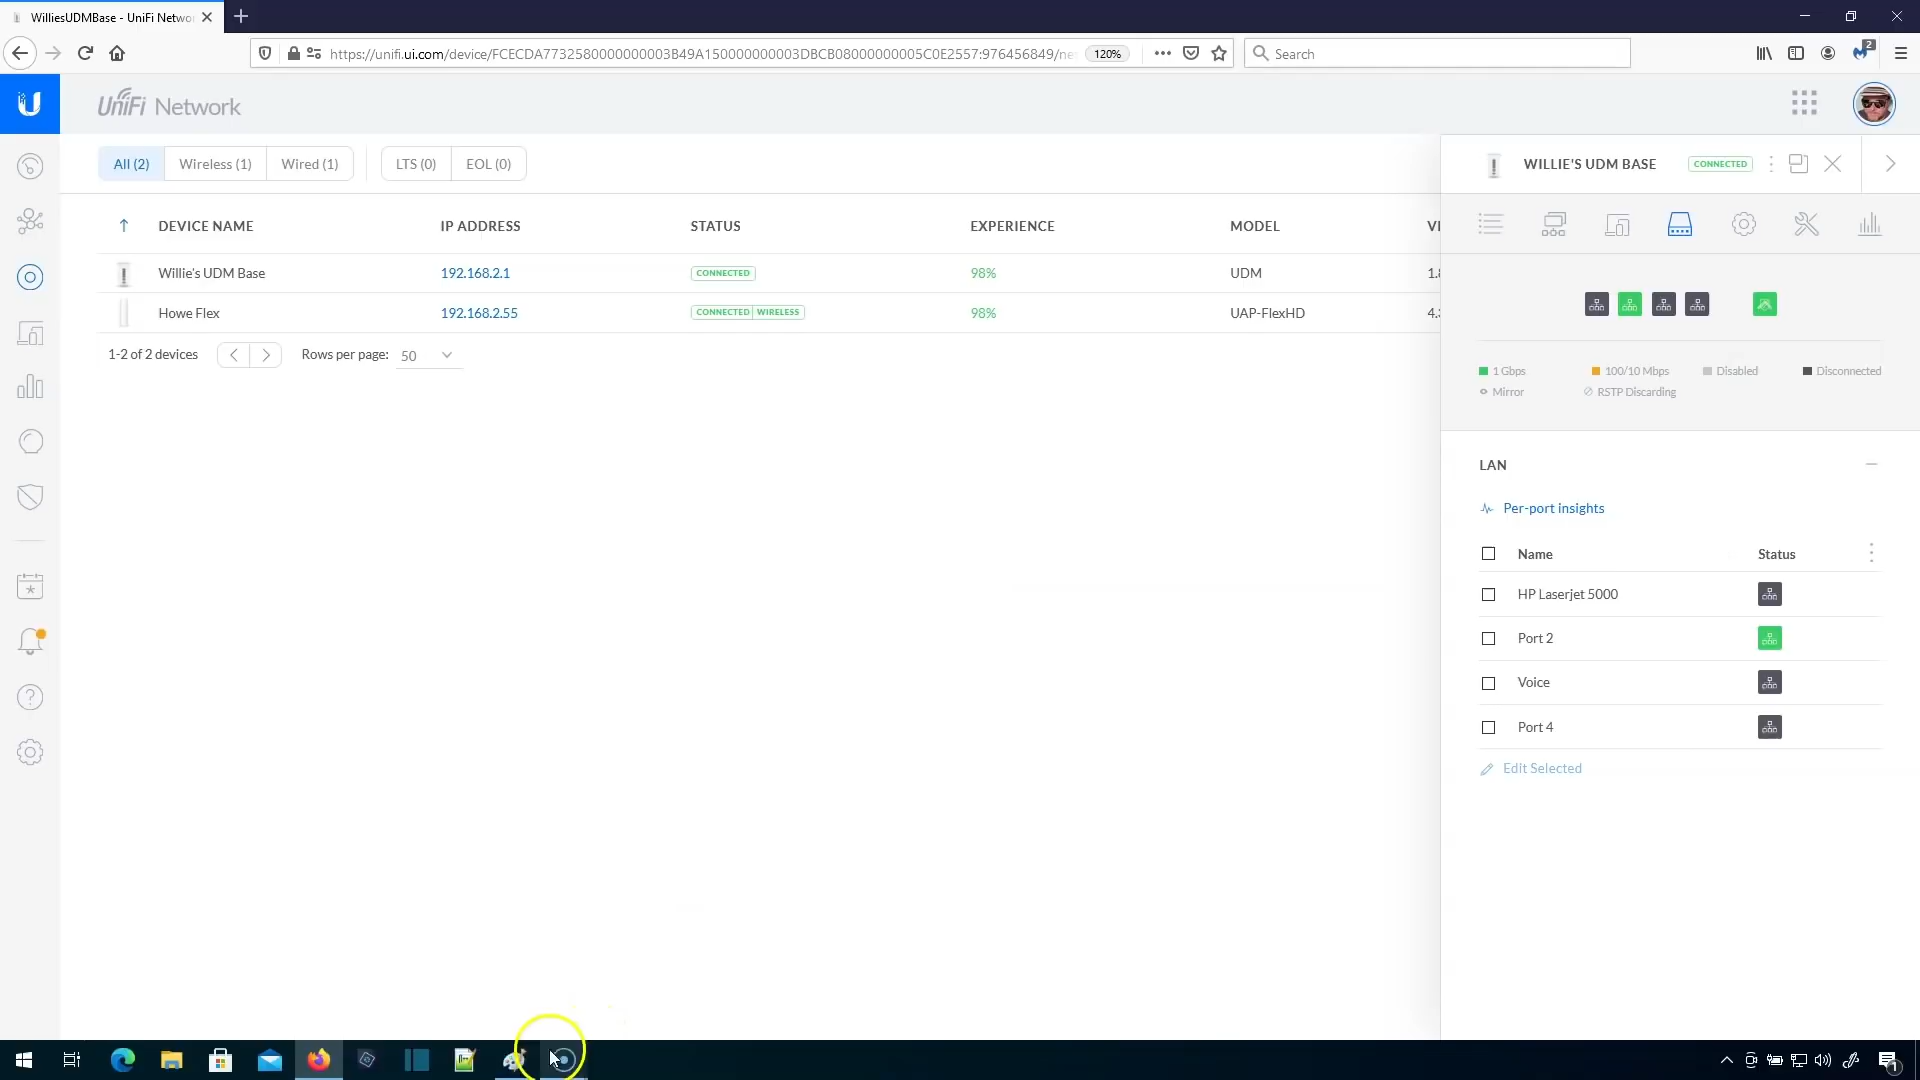 WilliesUDMBase - UniFi Netwo
https://unifi.ui.com/device/FCECDA7732580000000003B49A150000000003DBCB08000000005C0E2557:976456849/ne
120%
Search
2
U
UniFi Network
All (2)
Wireless (1)
Wired (1)
LTS (0)
EOL (0)
DEVICE NAME
IP ADDRESS
STATUS
EXPERIENCE
MODEL
Willie's UDM Base
192.168.2.1
CONNECTED
98%
UDM
Howe Flex
192.168.2.55
CONNECTED
WIRELESS
98%
UAP-FlexHD
1-2 of 2 devices
Rows per page:
50
WILLIE'S UDM BASE
CONNECTED
1 Gbps
100/10 Mbps
Disabled
Disconnected
Mirror
RSTP Discarding
LAN
Per-port insights
Name
Status
HP Laserjet 5000
Port 2
Voice
Port 4
Edit Selected
1